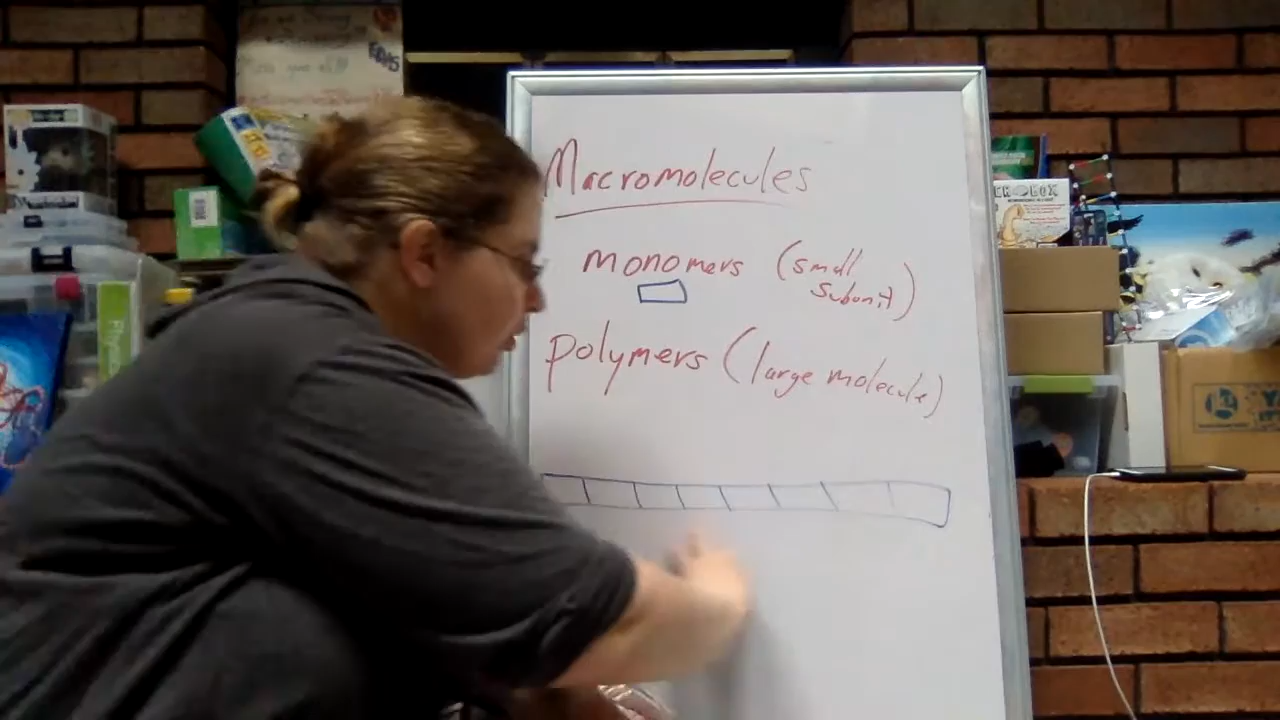 Macromolecules
monomers (small
subunit)
polymers (large molecule)